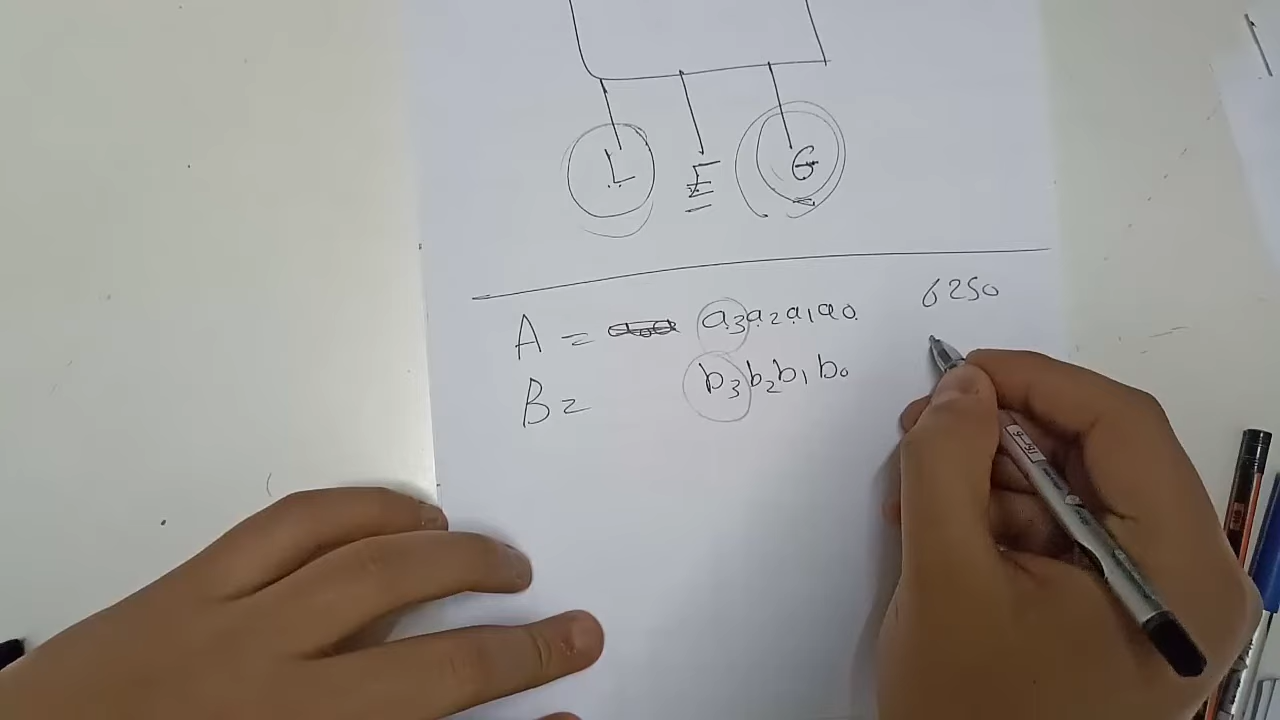 L E G
A = a3a2a1a0 6250
B = b3b2b1b0